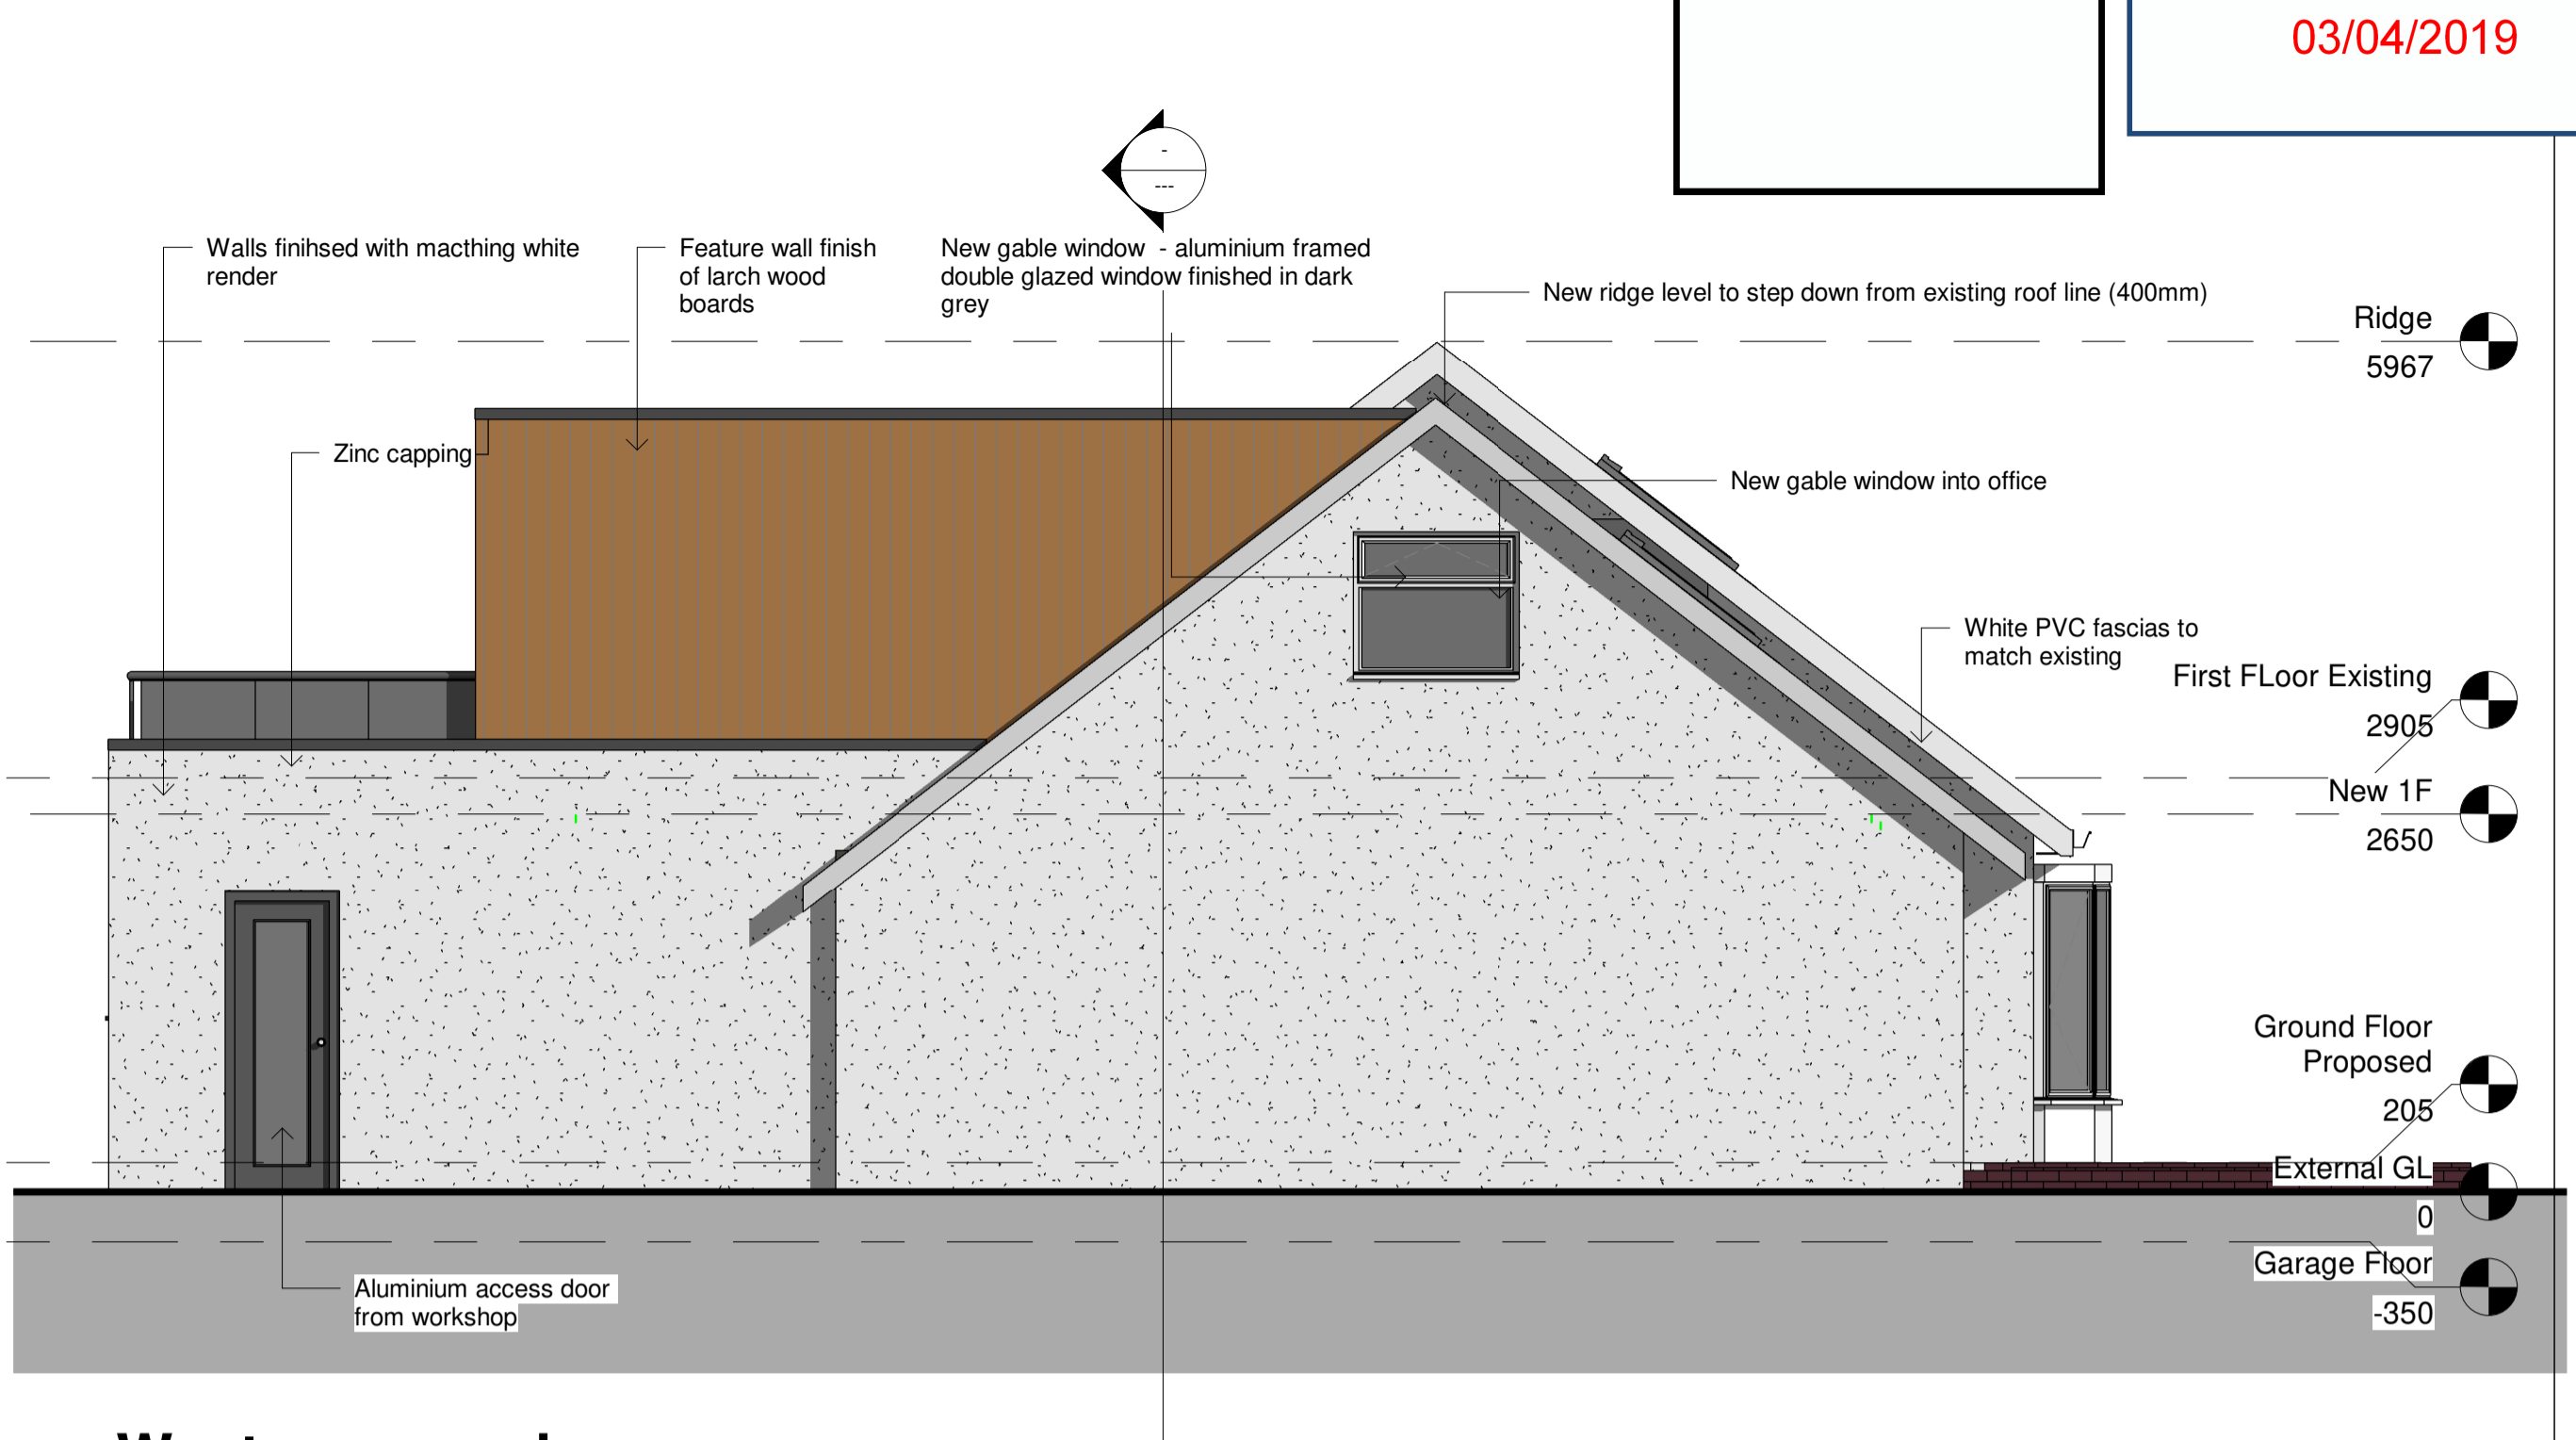 03/04/2019
-
---
Walls finihsed with macthing white
render
Feature wall finish
of larch wood
boards
New gable window - aluminium framed
double glazed window finished in dark
grey
New ridge level to step down from existing roof line (400mm)
Ridge
5967
Zinc capping
New gable window into office
White PVC fascias to
match existing
First FLoor Existing
2905
New 1F
2650
Ground Floor
Proposed
205
External GL
0
Garage Floor
-350
Aluminium access door
from workshop